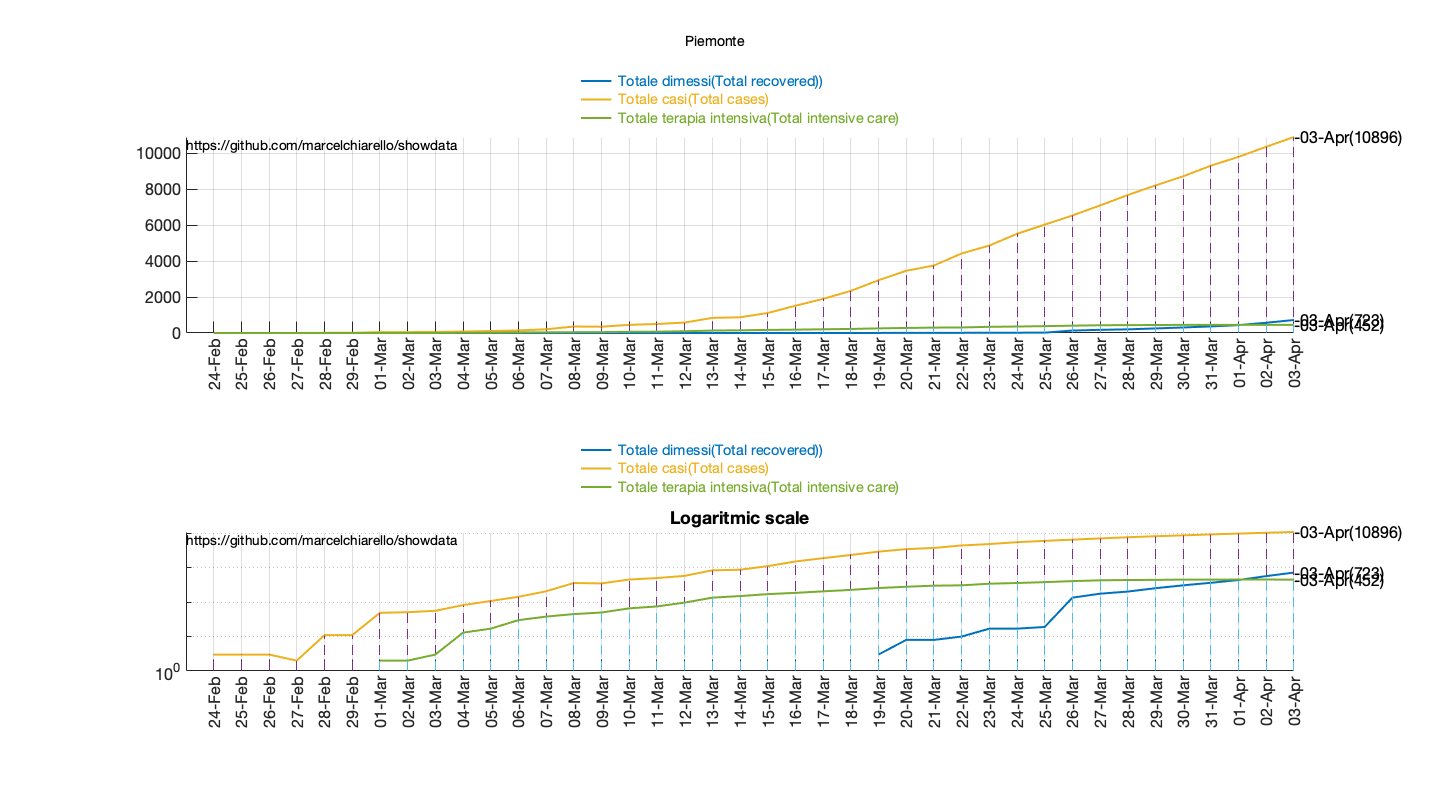 Piemonte
Totale dimessi(Total recovered))
Totale casi(Total cases)
Totale terapia intensiva(Total intensive care)
https://github.com/marcelchiarello/showdata
-03-Apr(10896)
10000
8000
6000
4000
2000
0
-03-Apr(723)
-03-Apr(452)
24-Feb
25-Feb
26-Feb
27-Feb
28-Feb
29-Feb
01-Mar
02-Mar
03-Mar
04-Mar
05-Mar
06-Mar
07-Mar
08-Mar
09-Mar
10-Mar
11-Mar
12-Mar
13-Mar
14-Mar
15-Mar
16-Mar
17-Mar
18-Mar
19-Mar
20-Mar
21-Mar
22-Mar
23-Mar
24-Mar
25-Mar
26-Mar
27-Mar
28-Mar
29-Mar
30-Mar
31-Mar
01-Apr
02-Apr
03-Apr
Totale dimessi(Total recovered))
Totale casi(Total cases)
Totale terapia intensiva(Total intensive care)
Logaritmic scale
https://github.com/marcelchiarello/showdata
-03-Apr(10896)
-03-Apr(723)
-03-Apr(452)
10^0
24-Feb
25-Feb
26-Feb
27-Feb
28-Feb
29-Feb
01-Mar
02-Mar
03-Mar
04-Mar
05-Mar
06-Mar
07-Mar
08-Mar
09-Mar
10-Mar
11-Mar
12-Mar
13-Mar
14-Mar
15-Mar
16-Mar
17-Mar
18-Mar
19-Mar
20-Mar
21-Mar
22-Mar
23-Mar
24-Mar
25-Mar
26-Mar
27-Mar
28-Mar
29-Mar
30-Mar
31-Mar
01-Apr
02-Apr
03-Apr